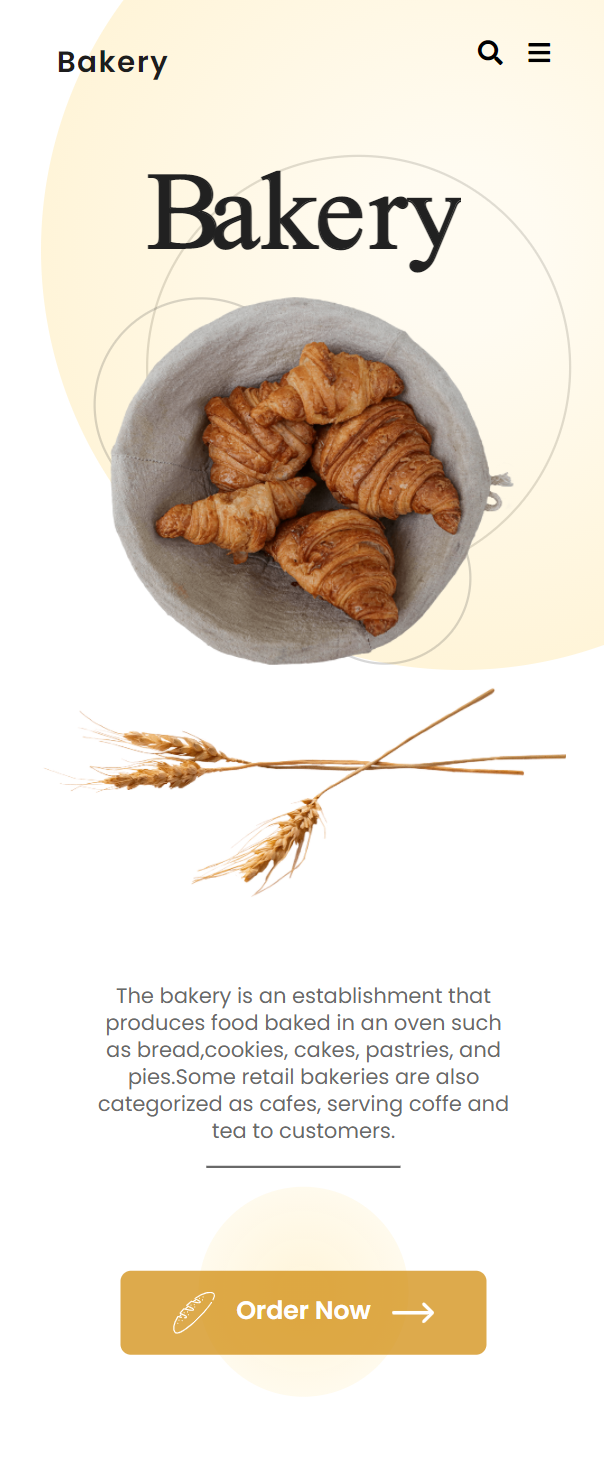 Bakery
Bakery
The bakery is an establishment that
produces food baked in an oven such
as bread,cookies, cakes, pastries, and
pies.Some retail bakeries are also
categorized as cafes, serving coffe and
tea to customers.
Order Now